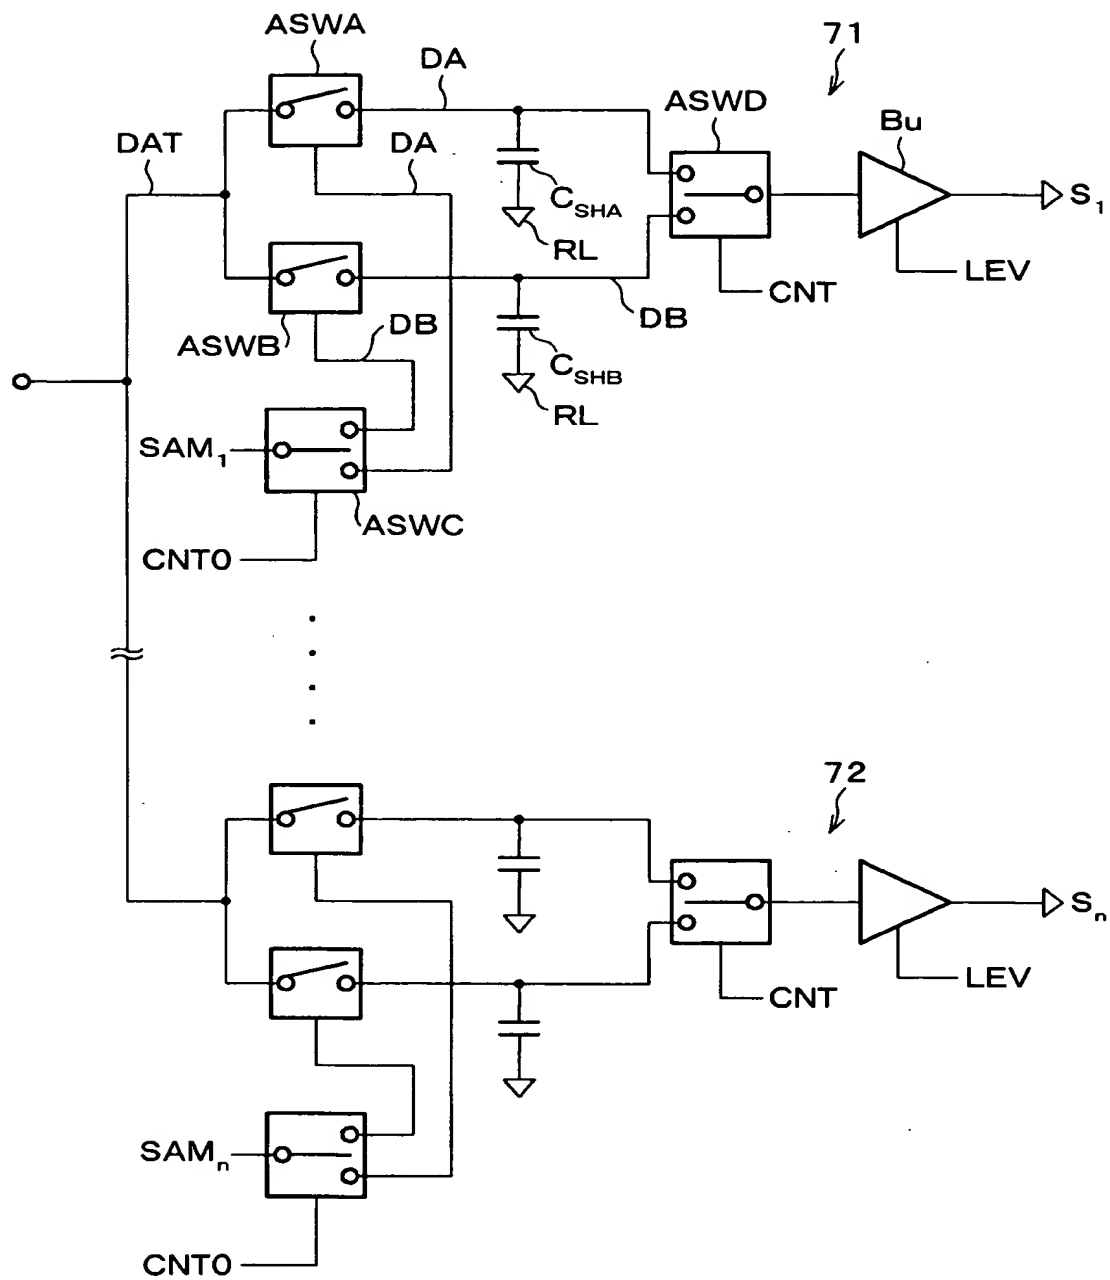 ASWA
71
DA
ASWD
Bu
DAT
DA
C_SHA
S_1
RL
LEV
CNT
ASWB
DB
DB
C_SHB
RL
SAM_1
ASWC
CNT0
72
S_n
LEV
CNT
SAM_n
CNT0